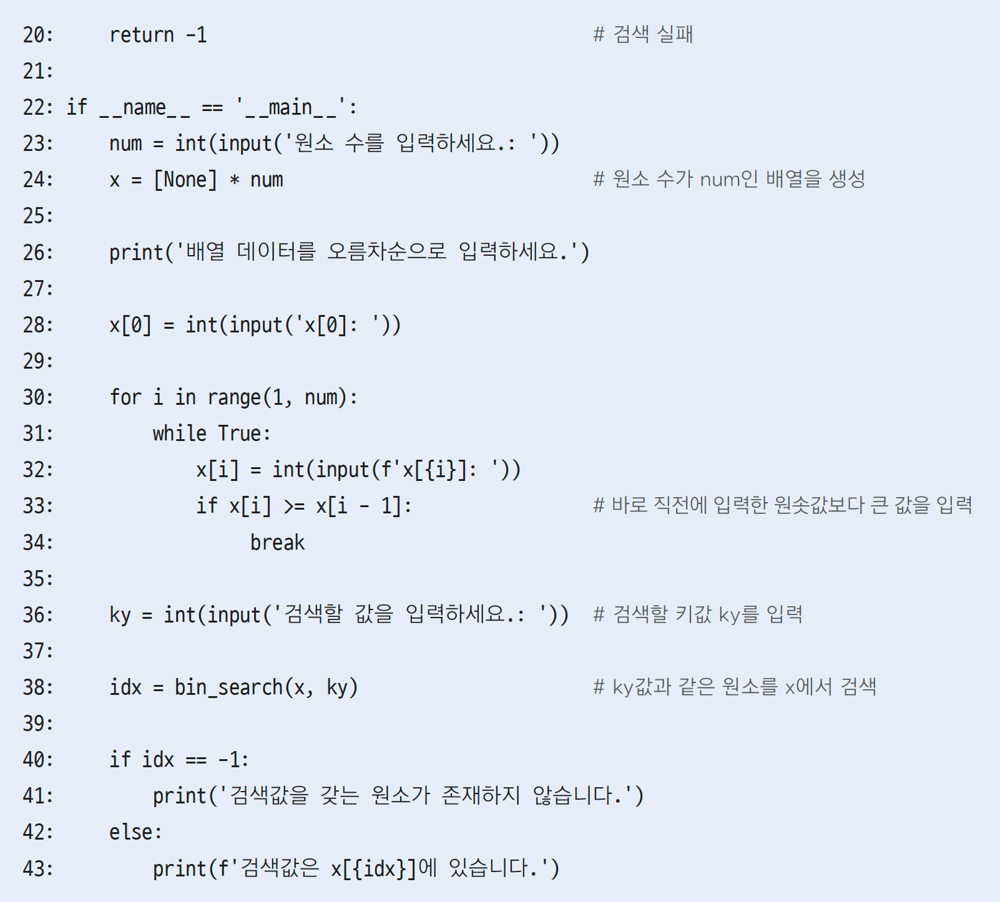 20:     return -1                                    # 검색 실패
21:
22: if __name__ == '__main__':
23:     num = int(input('원소 수를 입력하세요.: '))
24:     x = [None] * num                             # 원소 수가 num인 배열을 생성
25:
26:     print('배열 데이터를 오름차순으로 입력하세요.')
27:
28:     x[0] = int(input('x[0]: '))
29:
30:     for i in range(1, num):
31:         while True:
32:             x[i] = int(input(f'x[{i}]: '))
33:             if x[i] >= x[i - 1]:                 # 바로 직전에 입력한 원솟값보다 큰 값을 입력
34:                  break
35:
36:     ky = int(input('검색할 값을 입력하세요.: '))  # 검색할 키값 ky를 입력
37:
38:     idx = bin_search(x, ky)                      # ky값과 같은 원소를 x에서 검색
39:
40:     if idx == -1:
41:         print('검색값을 갖는 원소가 존재하지 않습니다.')
42:     else:
43:         print(f'검색값은 x[{idx}]에 있습니다.')